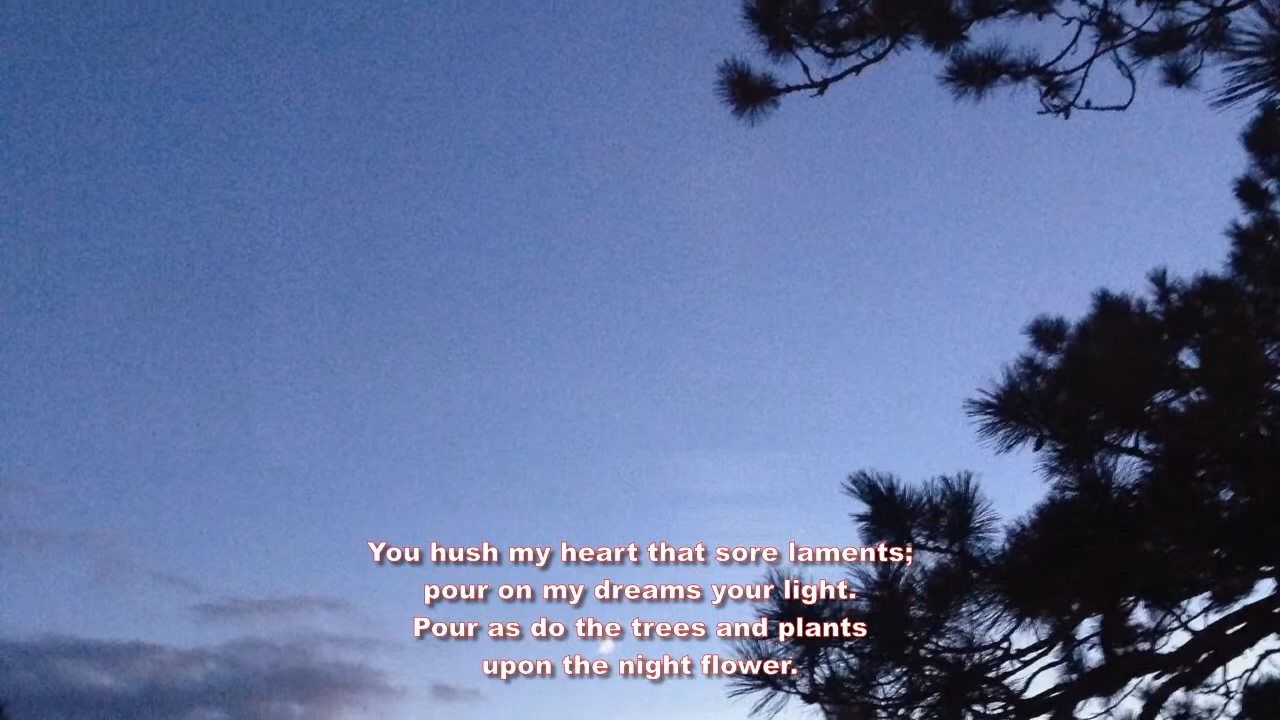 You hush my heart that sore laments;
pour on my dreams your light.
Pour as do the trees and plants
upon the night flower.